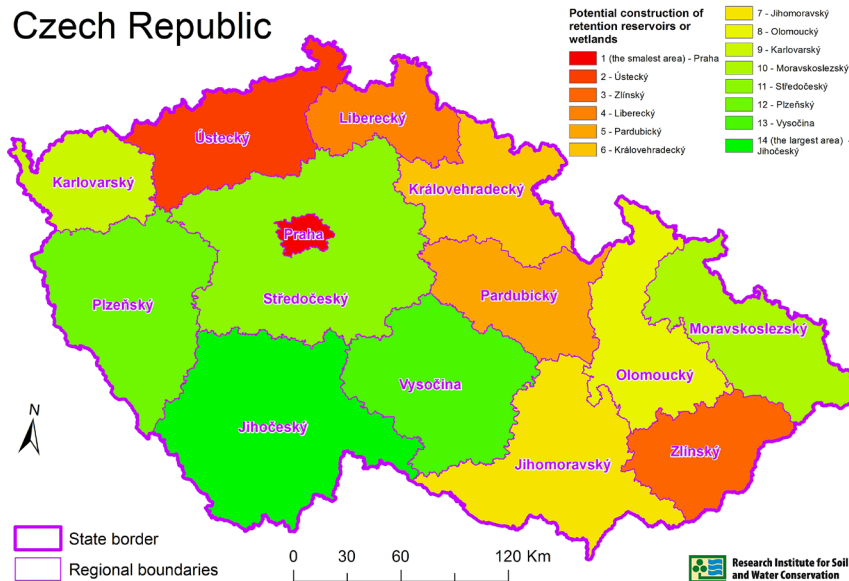 Czech Republic
Potential construction of
retention reservoirs or
wetlands
1 (the smalest area) - Praha
2 - Ústecký
3 - Zlínský
4 - Liberecký
5 - Pardubický
6 - Královehradecký
7 - Jihomoravský
8 - Olomoucký
9 - Karlovarský
10 - Moravskoslezský
11 - Středočeský
12 - Plzeňský
13 - Vysočina
14 (the largest area) -
Jihočeský
Liberecký
Ústecký
Karlovarský
Královehradecký
Praha
Středočeský
Pardubický
Plzeňský
Moravskoslezský
Olomoucký
Vysočina
Jihočeský
Zlínský
Jihomoravský
N
State border
Regional boundaries
0 30 60 120 Km
Research Institute for Soil
and Water Conservation